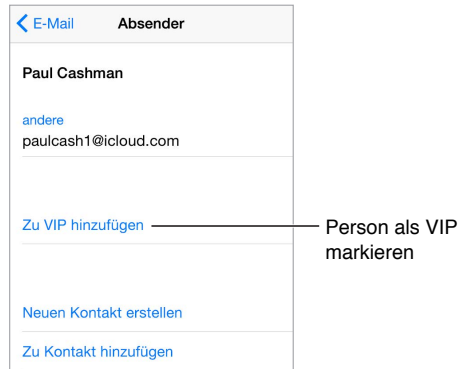 E-Mail Absender
Paul Cashman
andere
paulcash1@icloud.com
Zu VIP hinzufügen
Person als VIP
markieren
Neuen Kontakt erstellen
Zu Kontakt hinzufügen